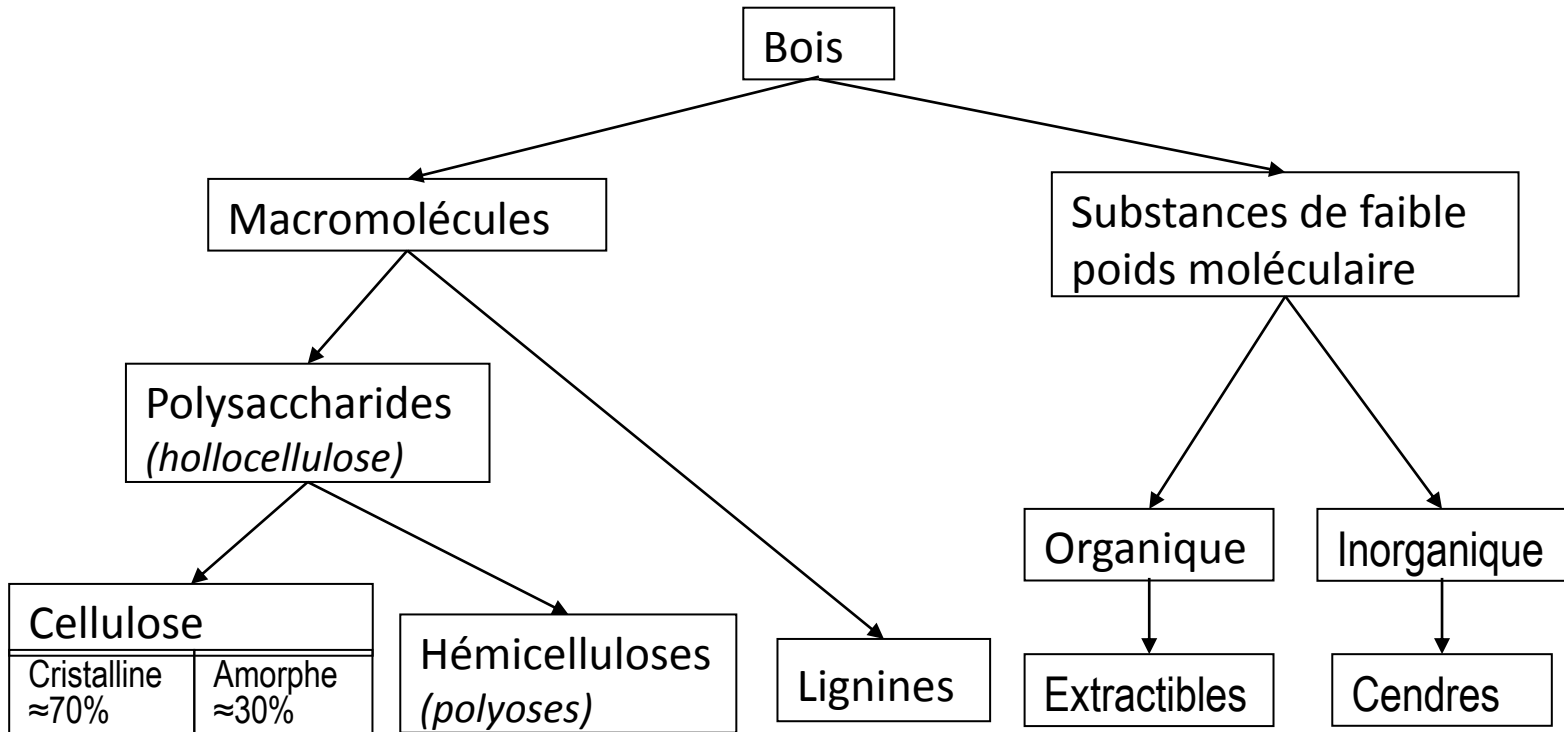 Bois
Macromolécules
Substances de faible
poids moléculaire
Polysaccharides
(hollocellulose)
Organique
Inorganique
Cellulose
Cristalline
≈70%
Amorphe
≈30%
Hémicelluloses
(polyoses)
Lignines
Extractibles
Cendres